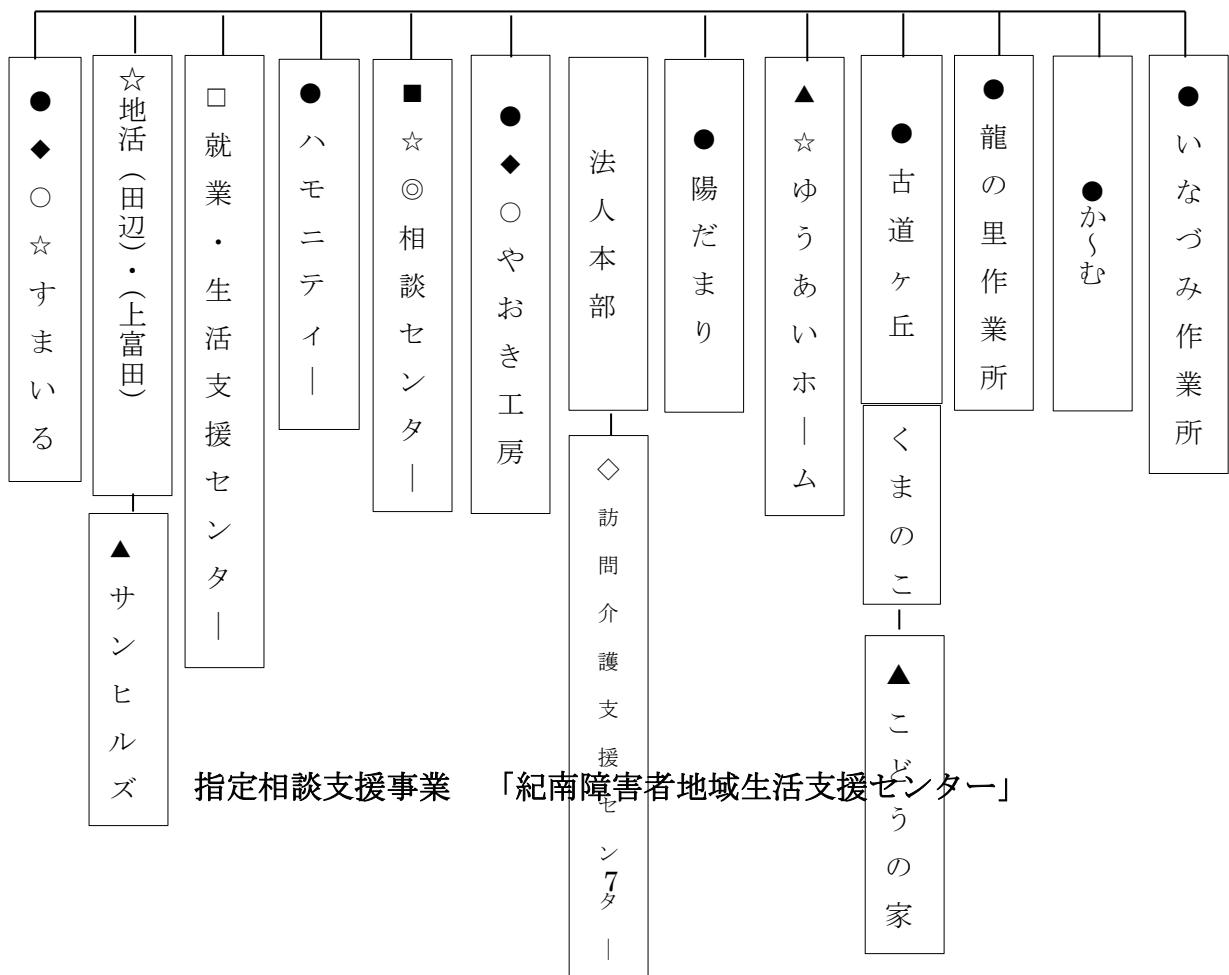 ●いなづみ作業所
●か～む
●龍の里作業所
●古道ヶ丘
くまのこ
▲こどうの家
▲☆ゆうあいホーム
●陽だまり
法人本部
◇訪問介護支援センター
●◆○やおき工房
■☆◎相談センター
●ハモニティー
□就業・生活支援センター
☆地活（田辺）・（上富田）
▲サンヒルズ
●◆○☆すまいる
指定相談支援事業　「紀南障害者地域生活支援センター」
7